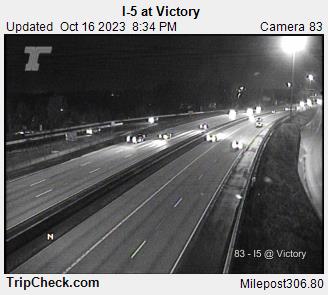 I-5 at Victory
Updated Oct 16 2023 8:34 PM Camera 83
T
N
83 - I5 @ Victory
TripCheck.com Milepost306.80